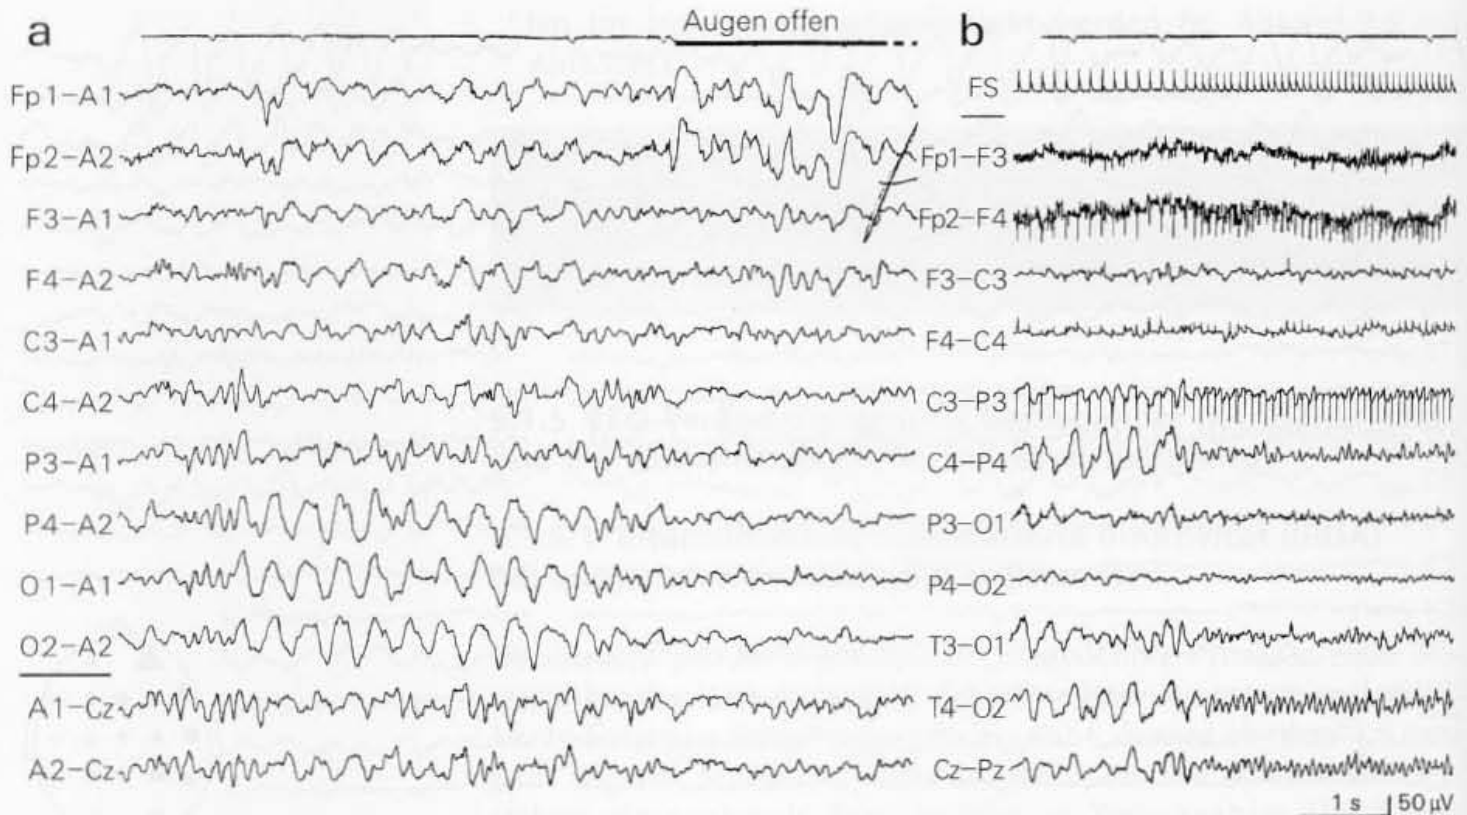 a
Augen offen
Fp1-A1
Fp2-A2
F3-A1
F4-A2
C3-A1
C4-A2
P3-A1
P4-A2
O1-A1
O2-A2
A1-Cz
A2-Cz
b
FS
Fp1-F3
Fp2-F4
F3-C3
F4-C4
C3-P3
C4-P4
P3-O1
P4-O2
T3-O1
T4-O2
Cz-Pz
1 s
50 µV